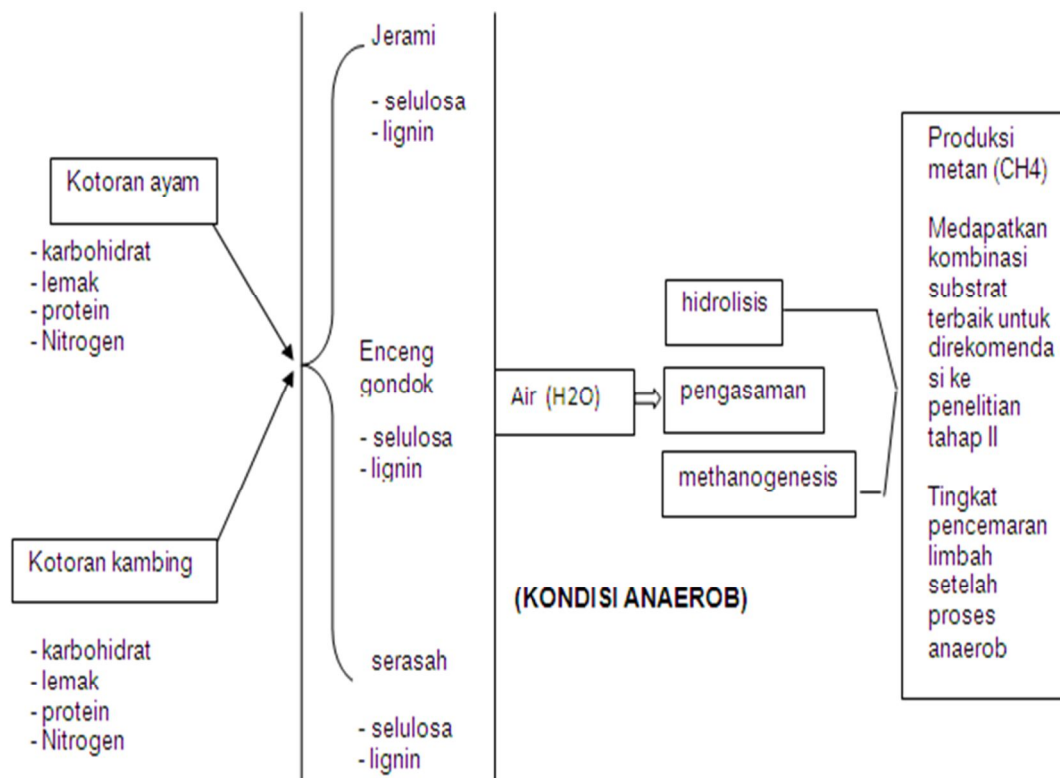 Kotoran ayam
- karbohidrat
- lemak
- protein
- Nitrogen
Kotoran kambing
- karbohidrat
- lemak
- protein
- Nitrogen
Jerami
- selulosa
- lignin
Enceng
gondok
- selulosa
- lignin
serasah
- selulosa
- lignin
Air (H2O)
hidrolisis
pengasaman
methanogenesis
(KONDISI ANAEROB)
Produksi
metan (CH4)
Medapatkan
kombinasi
substrat
terbaik untuk
direkomenda
si ke
penelitian
tahap II
Tingkat
pencemaran
limbah
setelah
proses
anaerob